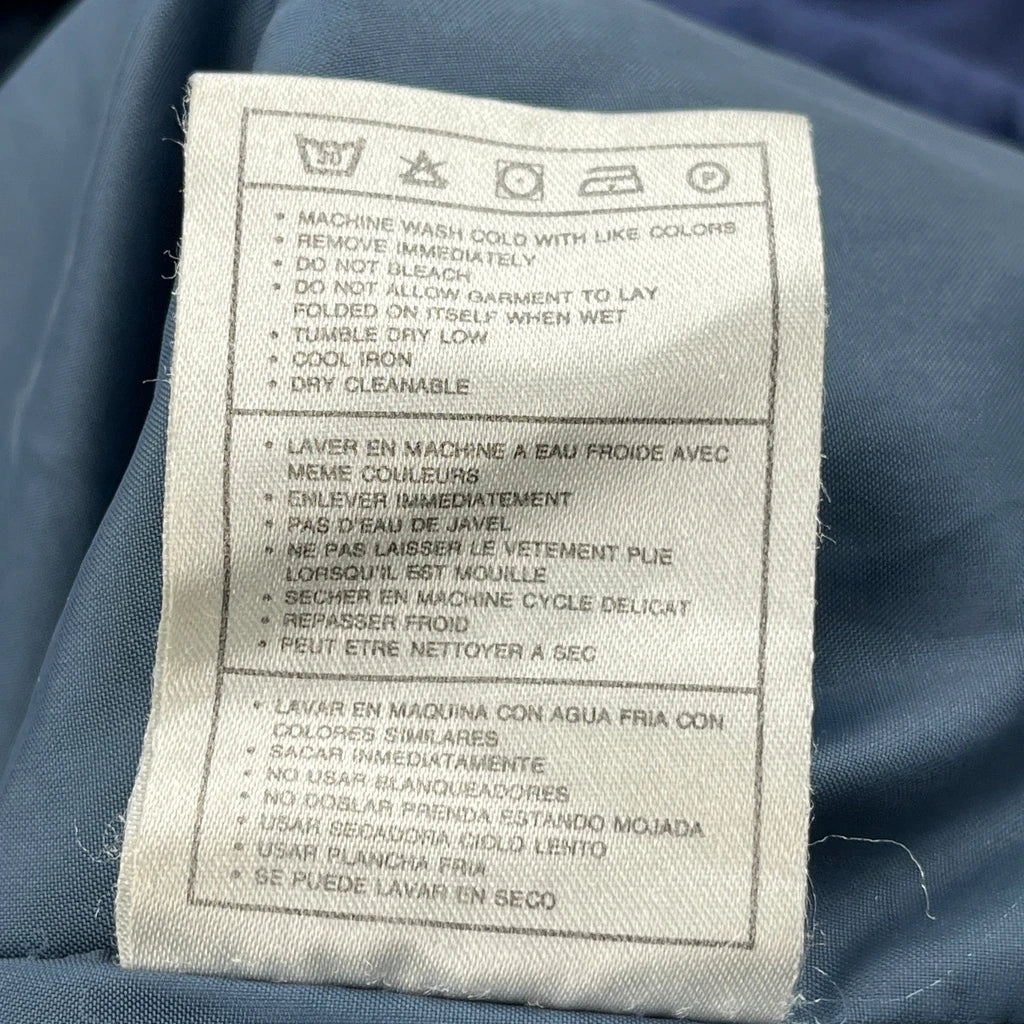 30
P
• MACHINE WASH COLD WITH LIKE COLORS
• REMOVE IMMEDIATELY
• DO NOT BLEACH
• DO NOT ALLOW GARMENT TO LAY
FOLDED ON ITSELF WHEN WET
• TUMBLE DRY LOW
• COOL IRON
• DRY CLEANABLE
• LAVER EN MACHINE A EAU FROIDE AVEC
MEME COULEURS
• ENLEVER IMMEDIATEMENT
• PAS D'EAU DE JAVEL
• NE PAS LAISSER LE VETEMENT PLIE
LORSQU'IL EST MOUILLE
• SECHER EN MACHINE CYCLE DELICAT
• REPASSER FROID
• PEUT ETRE NETTOYER A SEC
• LAVAR EN MAQUINA CON AGUA FRIA CON
COLORES SIMILARES
• SACAR INMEDIATAMENTE
• NO USAR BLANQUEADORES
• NO DOBLAR PRENDA ESTANDO MOJADA
• USAR SECADORA CICLO LENTO
• USAR PLANCHA FRIA
• SE PUEDE LAVAR EN SECO